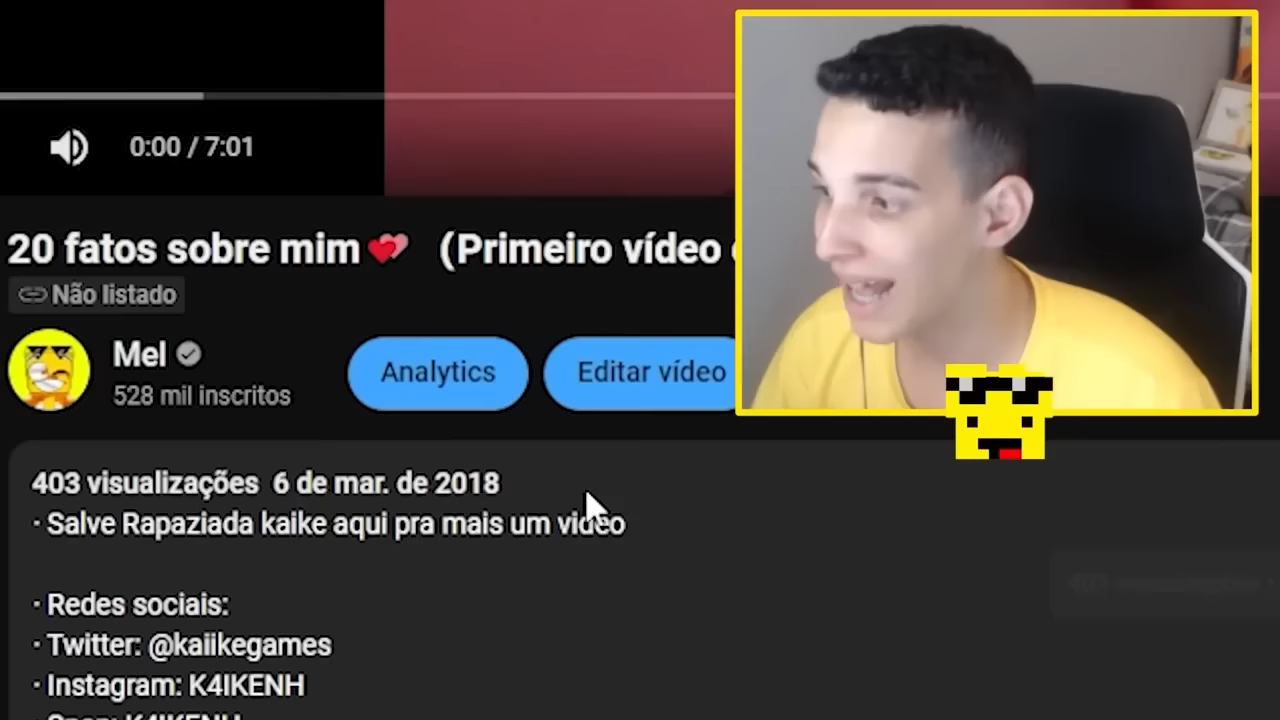 0:00 / 7:01
20 fatos sobre mim💕 (Primeiro vídeo
Não listado
Mel
528 mil inscritos
Analytics
Editar vídeo
403 visualizações 6 de mar. de 2018
· Salve Rapaziada kaike aqui pra mais um video
· Redes sociais:
· Twitter: @kaiikegames
· Instagram: K4IKENH